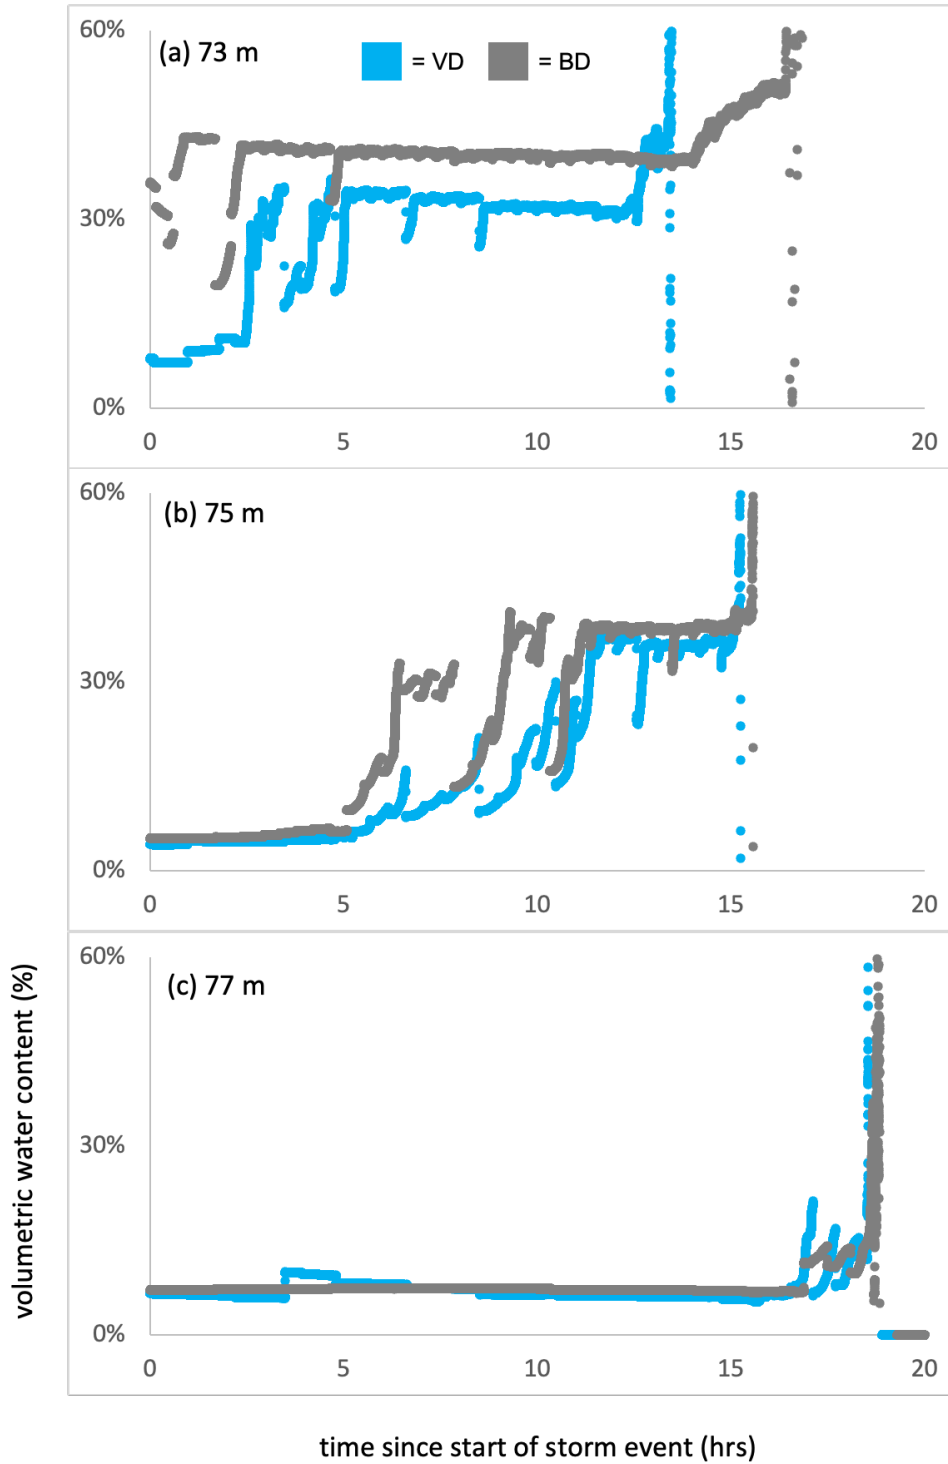 60%
(a) 73 m
= VD
= BD
30%
0%
0 5 10 15 20
60%
(b) 75 m
30%
0%
0 5 10 15 20
60%
(c) 77 m
30%
0%
0 5 10 15 20
volumetric water content (%)
time since start of storm event (hrs)